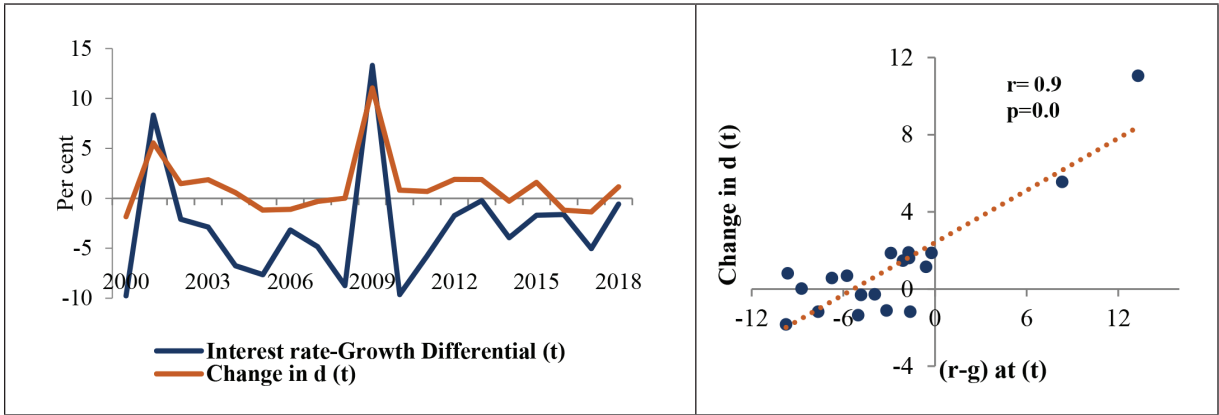 15
10
5
0
-5
-10
Per cent
2000 2003 2006 2009 2012 2015 2018
Interest rate-Growth Differential (t)
Change in d (t)
12
8
4
0
-4
-12 -6 0 6 12
Change in d (t)
r= 0.9
p=0.0
(r-g) at (t)